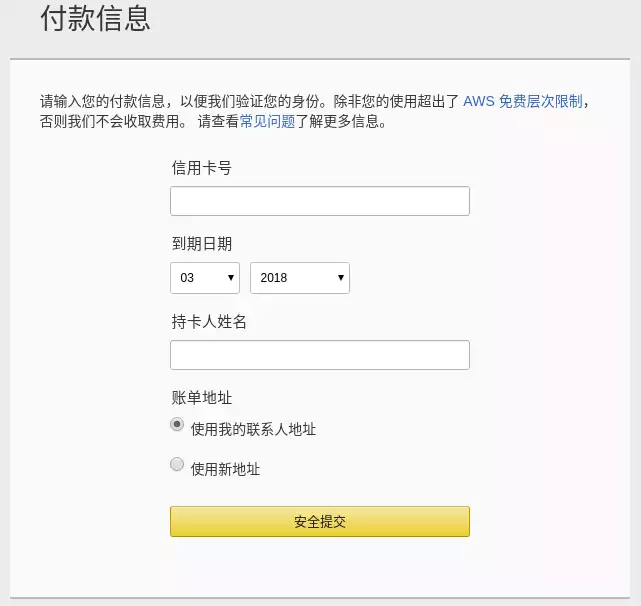 付款信息
请输入您的付款信息，以便我们验证您的身份。除非您的使用超出了 AWS 免费层次限制，
否则我们不会收取费用。 请查看常见问题了解更多信息。
信用卡号
到期日期
03 2018
持卡人姓名
账单地址
使用我的联系人地址
使用新地址
安全提交